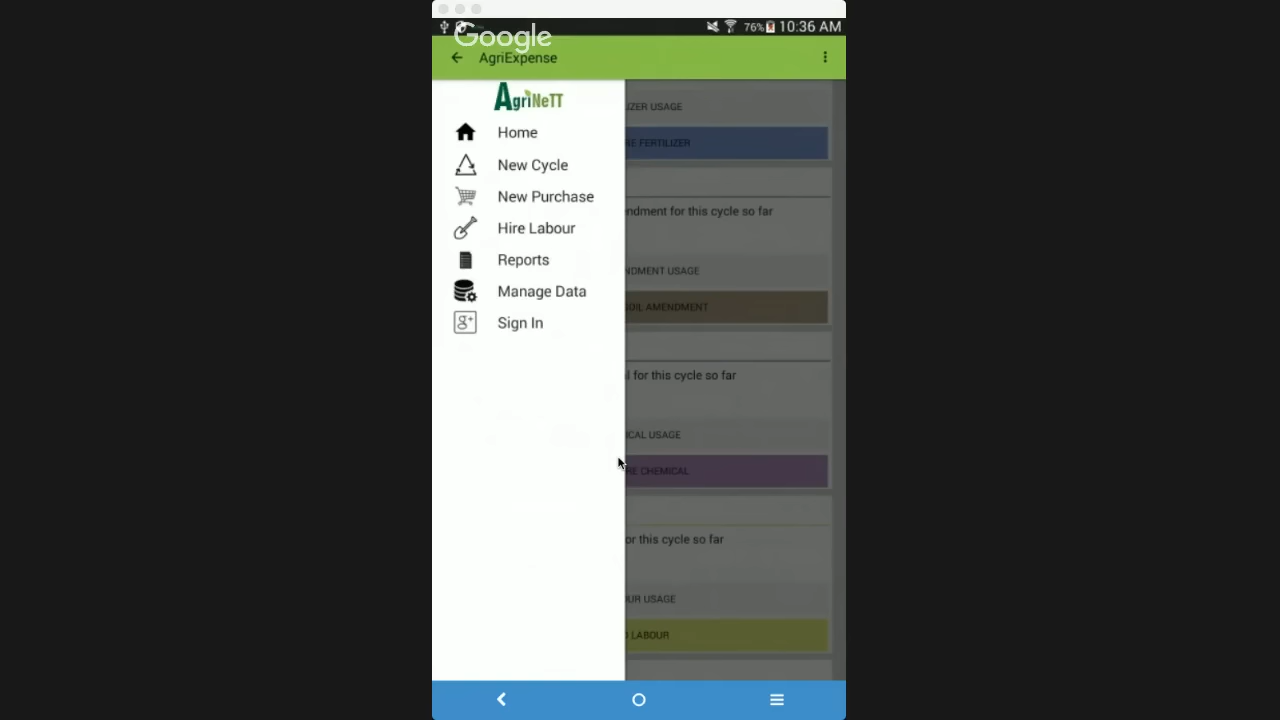 Google
76% 10:36 AM
AgriExpense
AgriNeTT
Home
New Cycle
New Purchase
Hire Labour
Reports
Manage Data
Sign In
IZER USAGE
FERTILIZER
ndment for this cycle so far
NDMENT USAGE
OIL AMENDMENT
l for this cycle so far
ICAL USAGE
CHEMICAL
or this cycle so far
UR USAGE
LABOUR